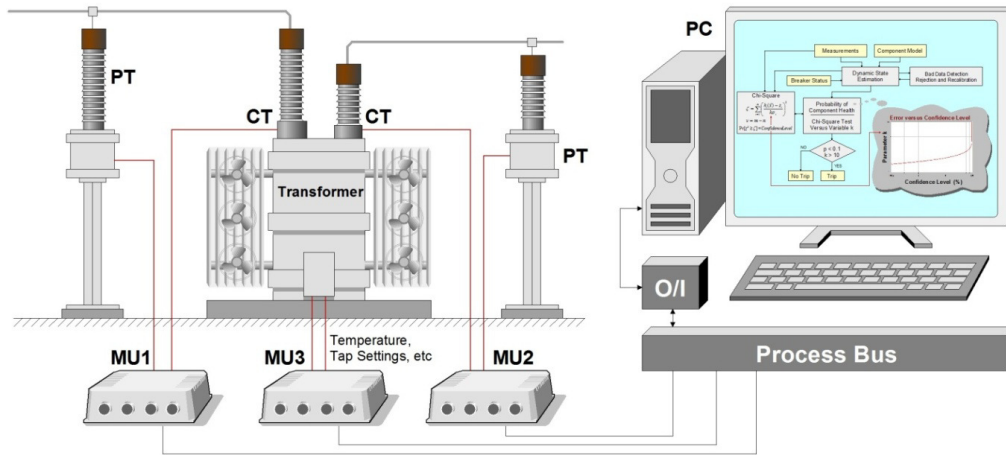 PT
CT
CT
PT
Transformer
Temperature,
Tap Settings, etc
MU1
MU3
MU2
PC
Measurements
Component Model
Breaker Status
Dynamic State
Estimation
Bad Data Detection
Rejection and Recalibration
Chi-Square
Probability of
Component Health
Chi-Square Test
Versus Variable k
NO
YES
No Trip
Trip
Error versus Confidence Level
Parameter k
Confidence Level (%)
O/I
Process Bus